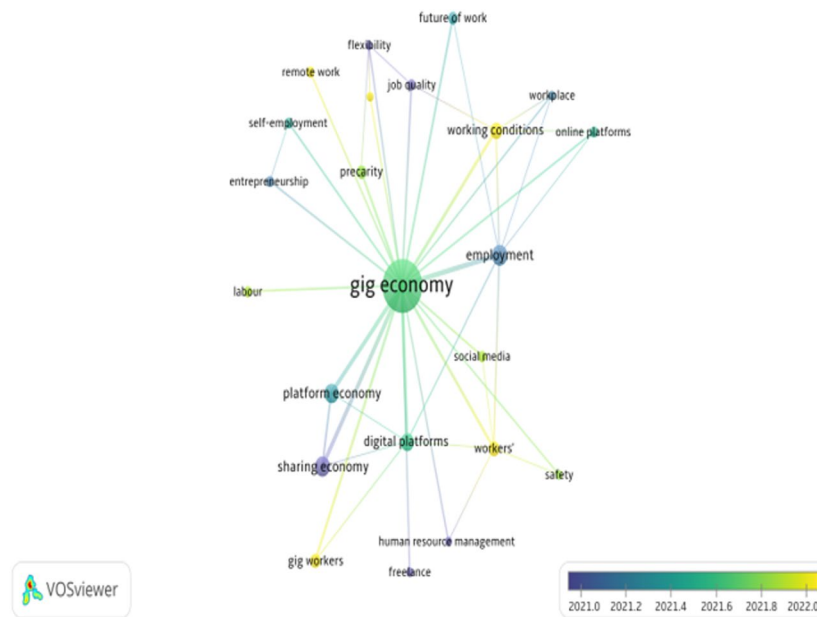 future of work
flexibility
remote work
job quality
workplace
self-employment
working conditions
online platforms
precarity
entrepreneurship
employment
gig economy
labour
social media
platform economy
digital platforms
workers'
sharing economy
safety
human resource management
gig workers
freelance
VOSviewer
2021.0 2021.2 2021.4 2021.6 2021.8 2022.0